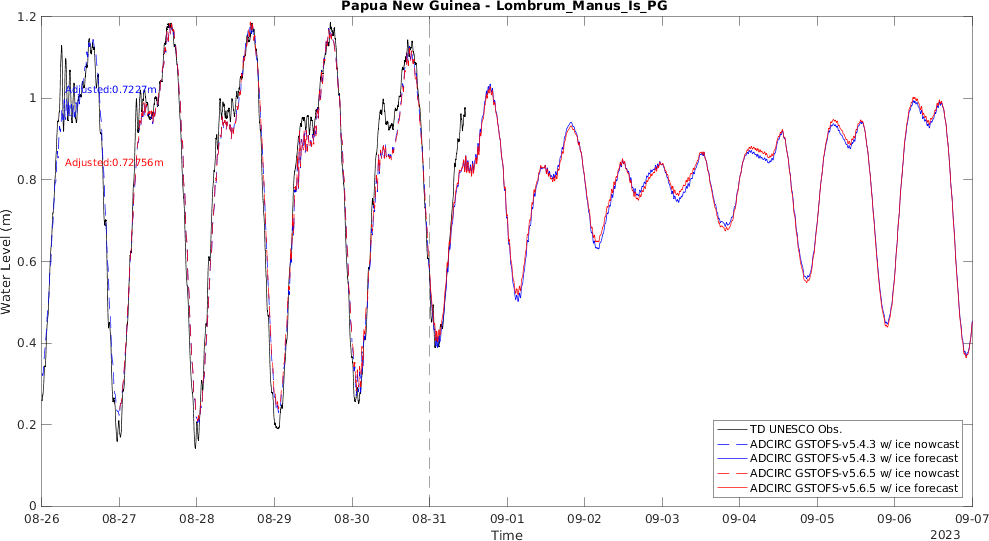 Papua New Guinea - Lombrum_Manus_Is_PG
1.2
1
0.8
0.6
0.4
0.2
0
Water Level (m)
Adjusted:0.7227m
Adjusted:0.72756m
TD UNESCO Obs.
ADCIRC GSTOFS-v5.4.3 w/ ice nowcast
ADCIRC GSTOFS-v5.4.3 w/ ice forecast
ADCIRC GSTOFS-v5.6.5 w/ ice nowcast
ADCIRC GSTOFS-v5.6.5 w/ ice forecast
08-26 08-27 08-28 08-29 08-30 08-31 09-01 09-02 09-03 09-04 09-05 09-06 09-07
Time
2023